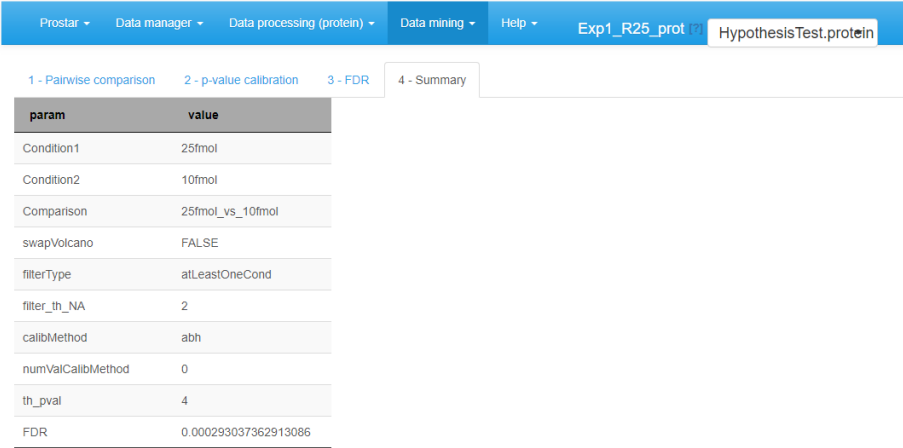 Prostar Data manager Data processing (protein) Data mining Help Exp1_R25_prot [?] HypothesisTest.protein
1 - Pairwise comparison 2 - p-value calibration 3 - FDR 4 - Summary
param value
Condition1 25fmol
Condition2 10fmol
Comparison 25fmol_vs_10fmol
swapVolcano FALSE
filterType atLeastOneCond
filter_th_NA 2
calibMethod abh
numValCalibMethod 0
th_pval 4
FDR 0.000293037362913086